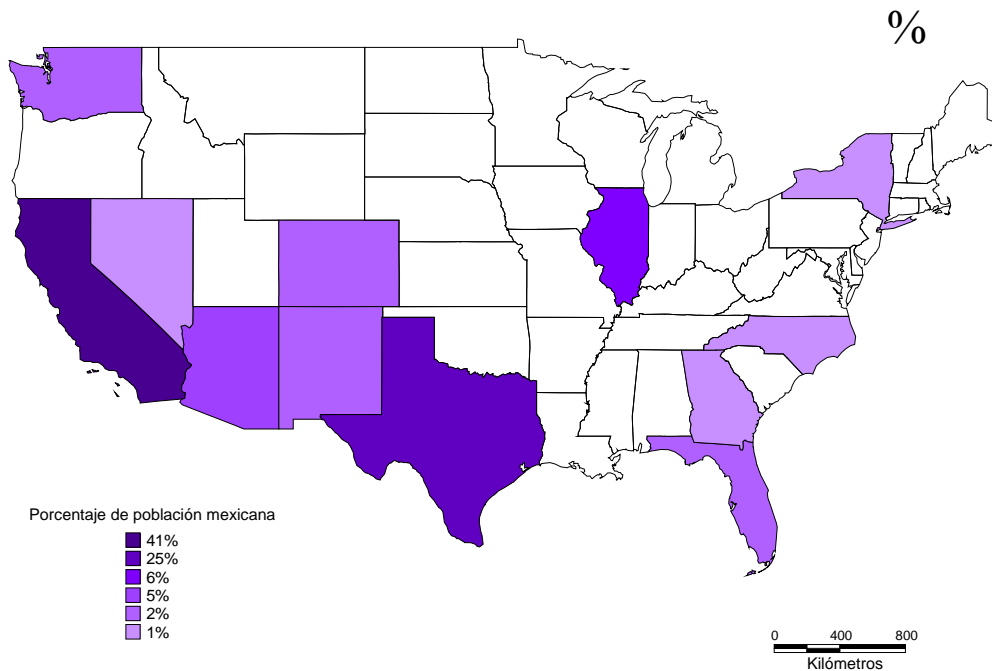 %
Porcentaje de población mexicana
41%
25%
6%
5%
2%
1%
0 400 800
Kilómetros